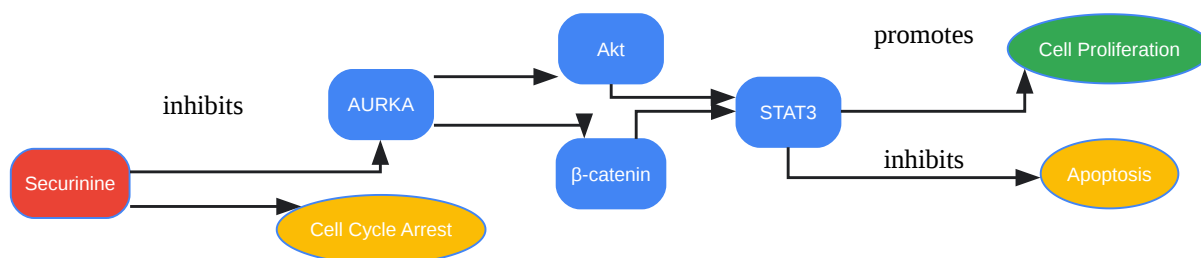 Akt
promotes
Cell Proliferation
inhibits
AURKA
STAT3
inhibits
β-catenin
Apoptosis
Securinine
Cell Cycle Arrest